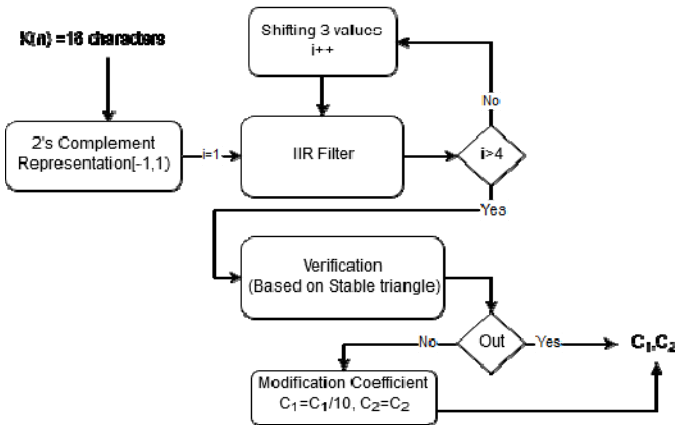 Shifting 3 values
i++
K(n) =16 characters
No
2's Complement
Representation[-1,1)
i=1
IIR Filter
i>4
Yes
Verification
(Based on Stable triangle)
No
Out
Yes
C₁,C₂
Modification Coefficient
C₁=C₁/10, C₂=C₂